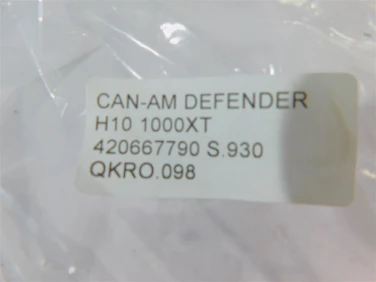 CAN-AM DEFENDER
H10 1000XT
420667790 S.930
QKRO.098